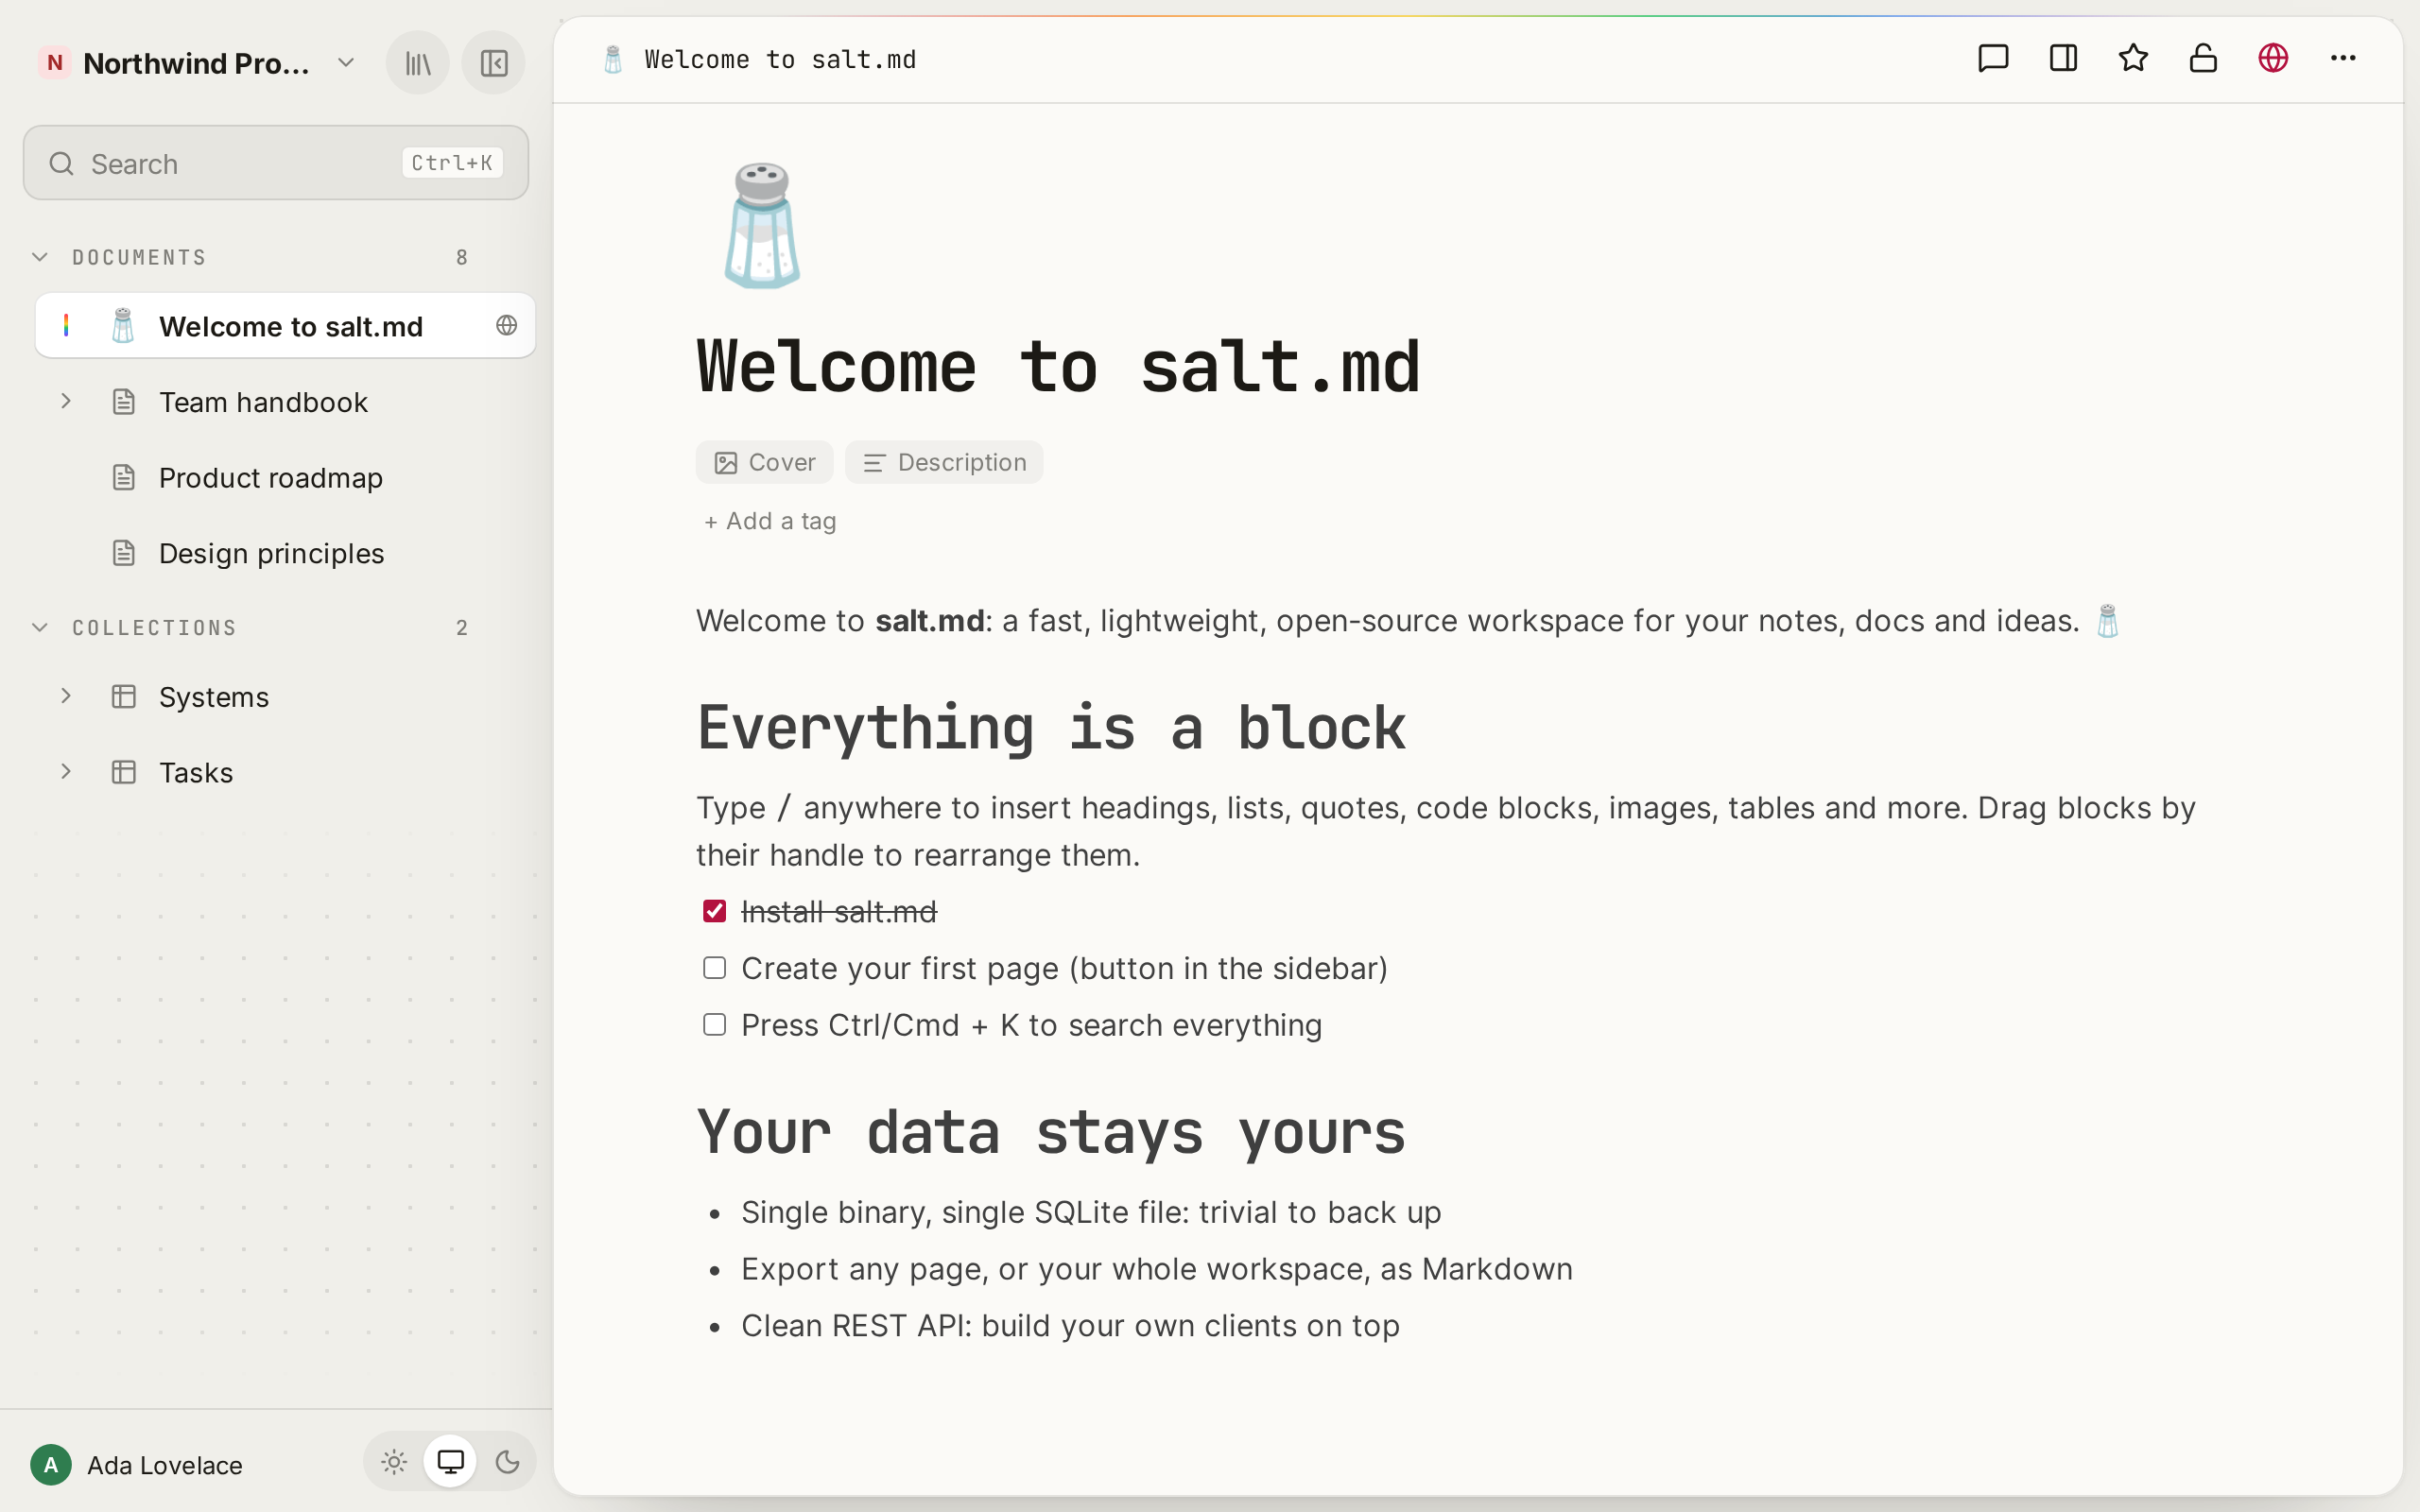 N Northwind Pro...
Search Ctrl+K
DOCUMENTS 8
Welcome to salt.md
Team handbook
Product roadmap
Design principles
COLLECTIONS 2
Systems
Tasks
A Ada Lovelace
Welcome to salt.md
Welcome to salt.md
Cover Description
+ Add a tag
Welcome to salt.md: a fast, lightweight, open-source workspace for your notes, docs and ideas.
Everything is a block
Type / anywhere to insert headings, lists, quotes, code blocks, images, tables and more. Drag blocks by
their handle to rearrange them.
Install salt.md
Create your first page (button in the sidebar)
Press Ctrl/Cmd + K to search everything
Your data stays yours
• Single binary, single SQLite file: trivial to back up
• Export any page, or your whole workspace, as Markdown
• Clean REST API: build your own clients on top